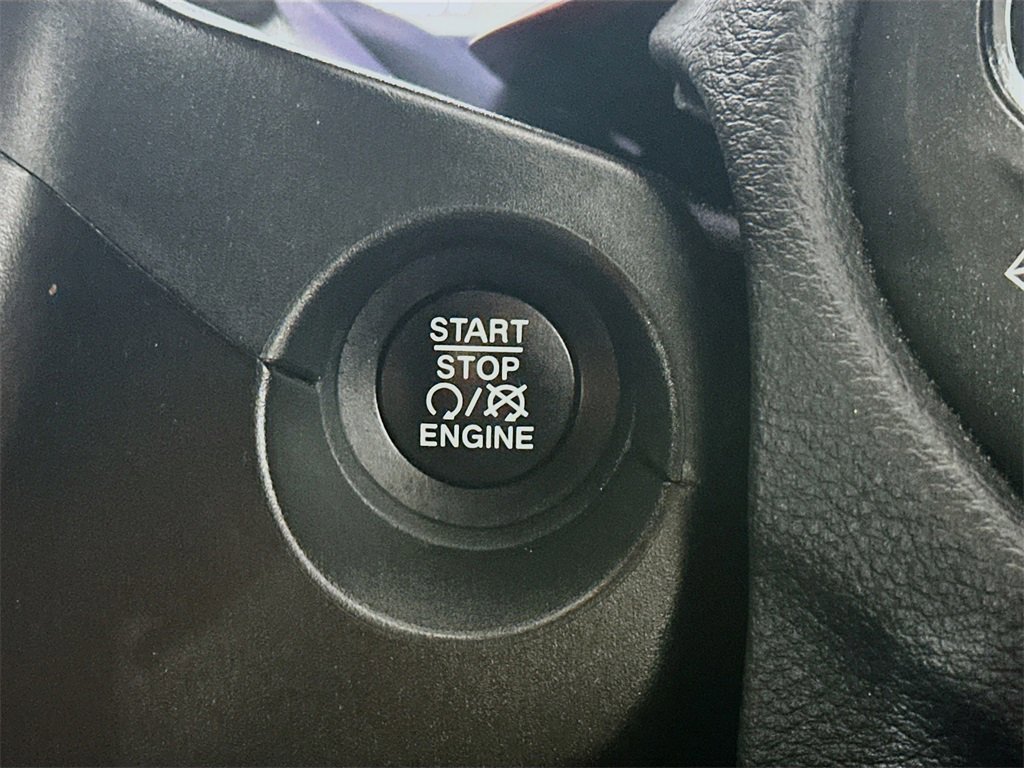 START
STOP
/
ENGINE